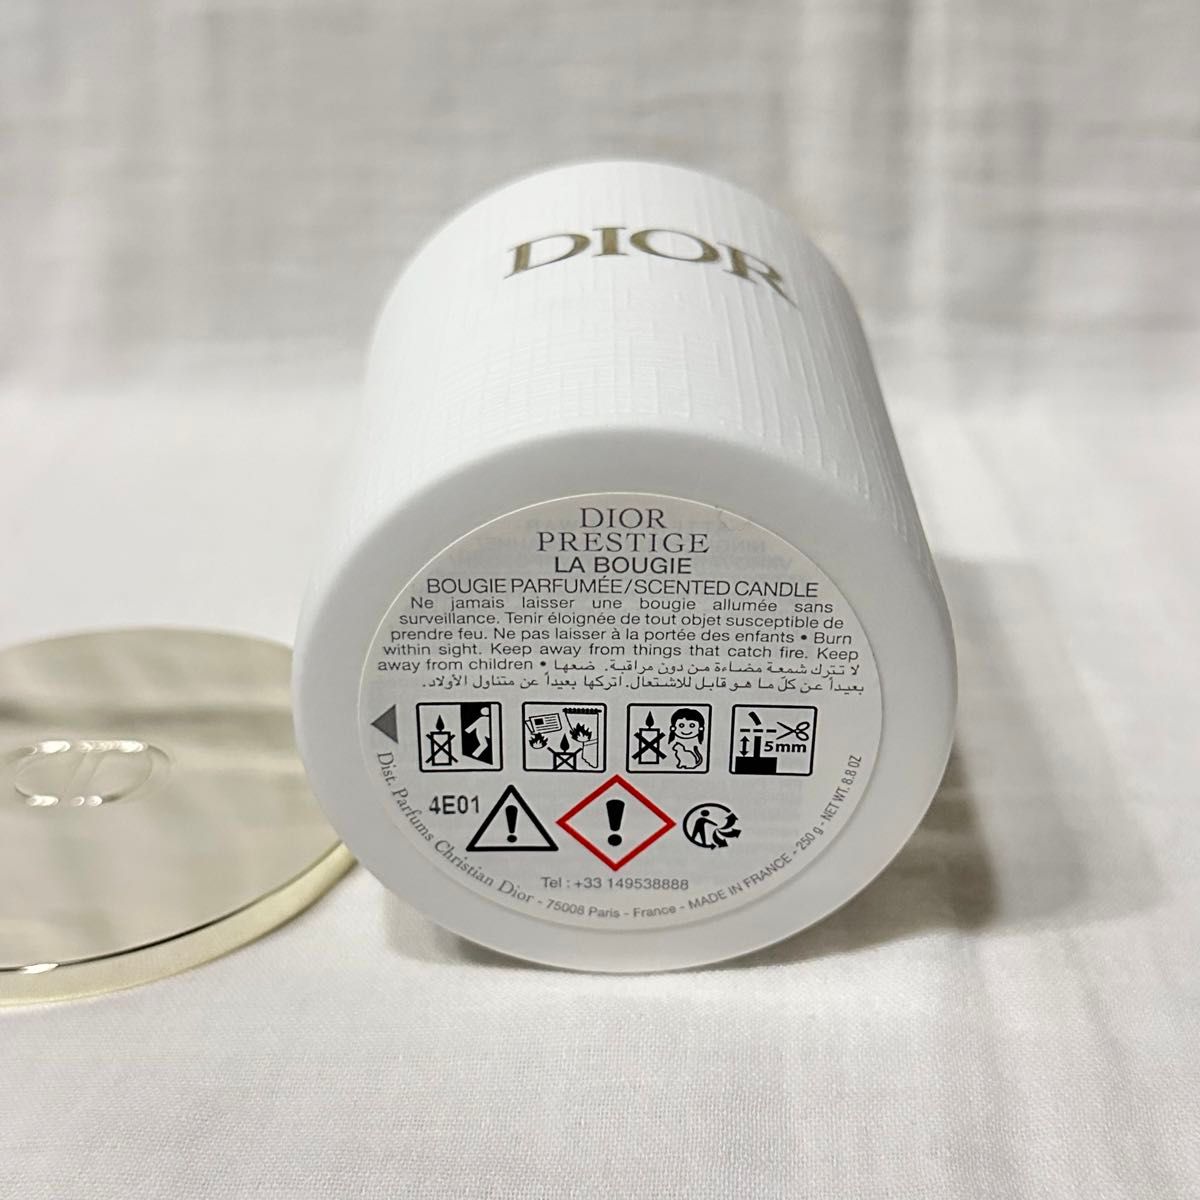 DIOR
DIOR
PRESTIGE
LA BOUGIE
BOUGIE PARFUMÉE/SCENTED CANDLE
Ne jamais laisser une bougie allumée sans
surveillance. Tenir éloignée de tout objet susceptible de
prendre feu. Ne pas laisser à la portée des enfants • Burn
within sight. Keep away from things that catch fire. Keep
away from children • لا تترك شمعة مضاءة من دون مراقبة. ضعها
بعيداً عن كلّ ما هو قابل للاشتعال. اتركها بعيداً عن متناول الأولاد.
5mm
4E01
Tel : +33 149538888
Dist. Parfums Christian Dior - 75008 Paris - France - MADE IN FRANCE - 250 g - NET WT. 8.8 OZ